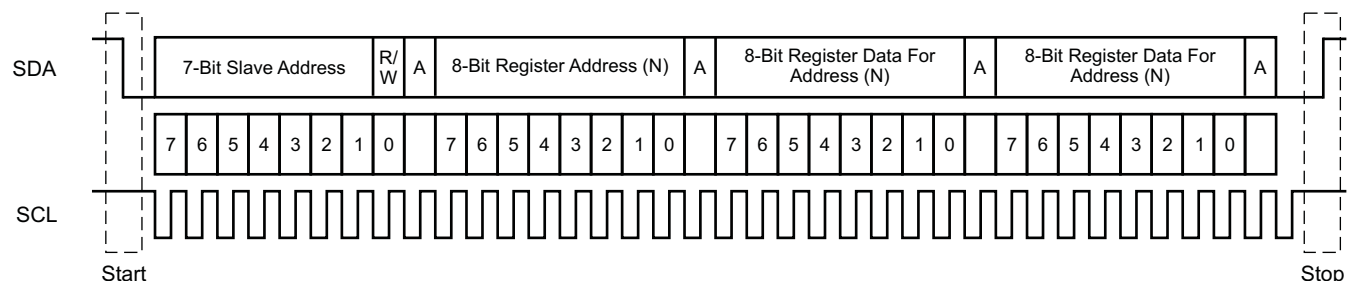 SDA
7-Bit Slave Address
R/
W
A
8-Bit Register Address (N)
A
8-Bit Register Data For
Address (N)
A
8-Bit Register Data For
Address (N)
A
7 6 5 4 3 2 1 0 7 6 5 4 3 2 1 0 7 6 5 4 3 2 1 0 7 6 5 4 3 2 1 0
SCL
Start
Stop